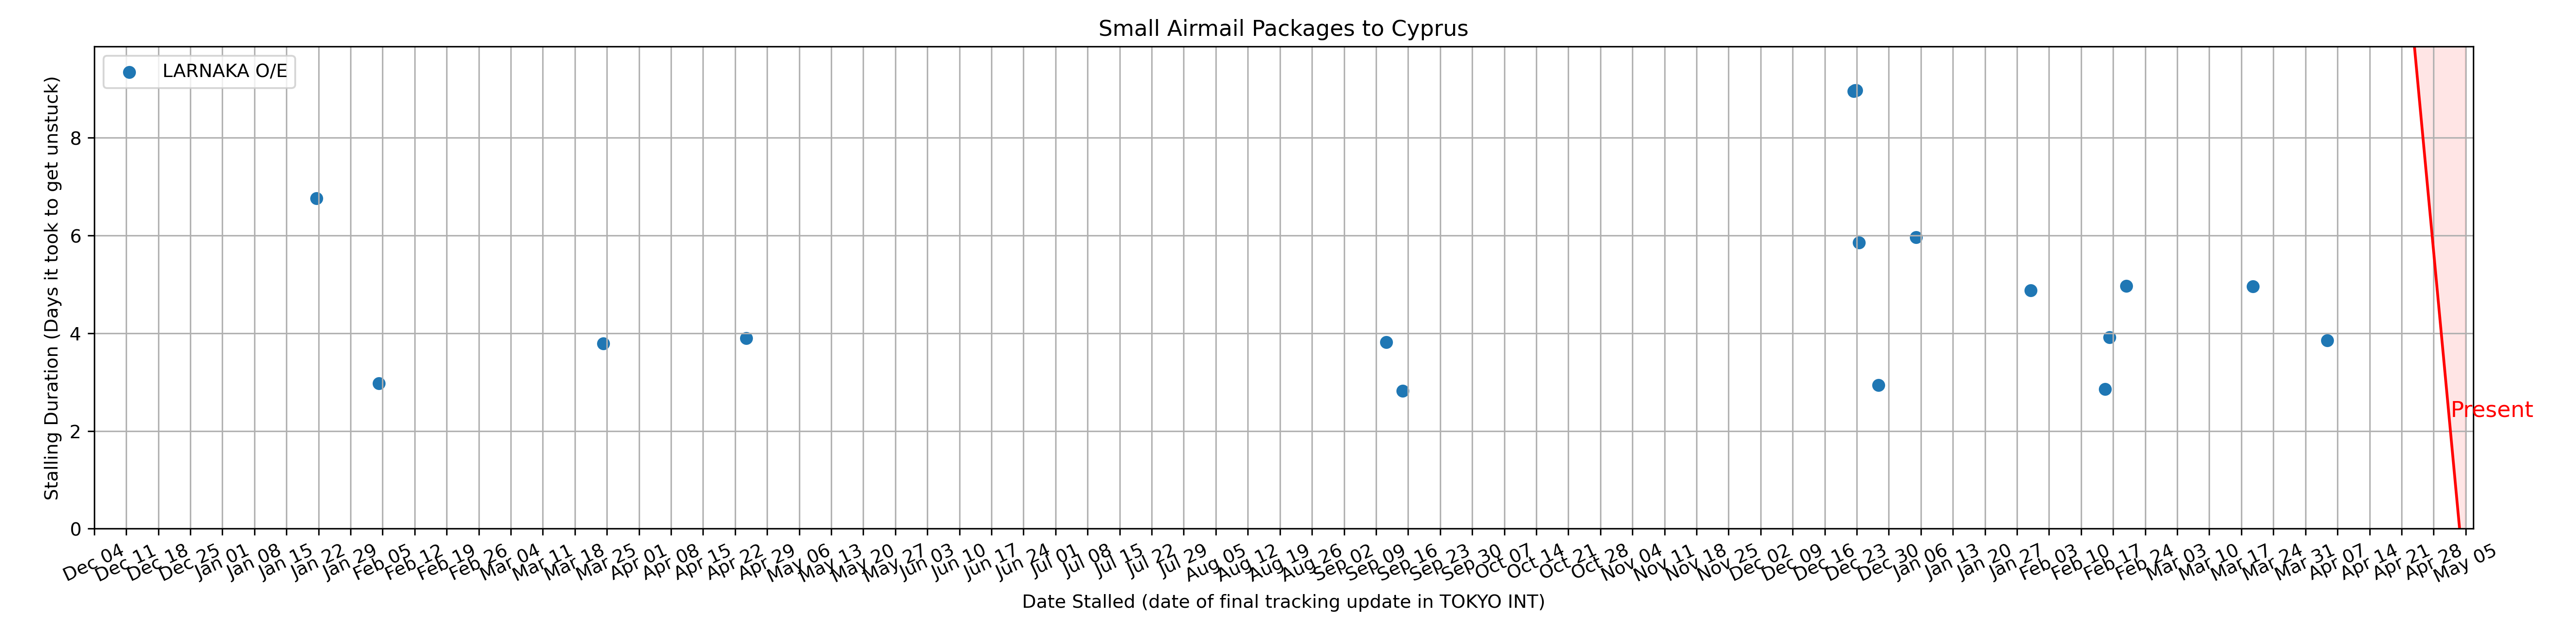 Small Airmail Packages to Cyprus
LARNAKA O/E
Stalling Duration (Days it took to get unstuck)
8
6
4
2
0
Present
Dec 04
Dec 11
Dec 18
Dec 25
Jan 01
Jan 08
Jan 15
Jan 22
Jan 29
Feb 05
Feb 12
Feb 19
Feb 26
Mar 04
Mar 11
Mar 18
Mar 25
Apr 01
Apr 08
Apr 15
Apr 22
Apr 29
May 06
May 13
May 20
May 27
Jun 03
Jun 10
Jun 17
Jun 24
Jul 01
Jul 08
Jul 15
Jul 22
Jul 29
Aug 05
Aug 12
Aug 19
Aug 26
Sep 02
Sep 09
Sep 16
Sep 23
Sep 30
Oct 07
Oct 14
Oct 21
Oct 28
Nov 04
Nov 11
Nov 18
Nov 25
Dec 02
Dec 09
Dec 16
Dec 23
Dec 30
Jan 06
Jan 13
Jan 20
Jan 27
Feb 03
Feb 10
Feb 17
Feb 24
Mar 03
Mar 10
Mar 17
Mar 24
Mar 31
Apr 07
Apr 14
Apr 21
Apr 28
May 05
Date Stalled (date of final tracking update in TOKYO INT)